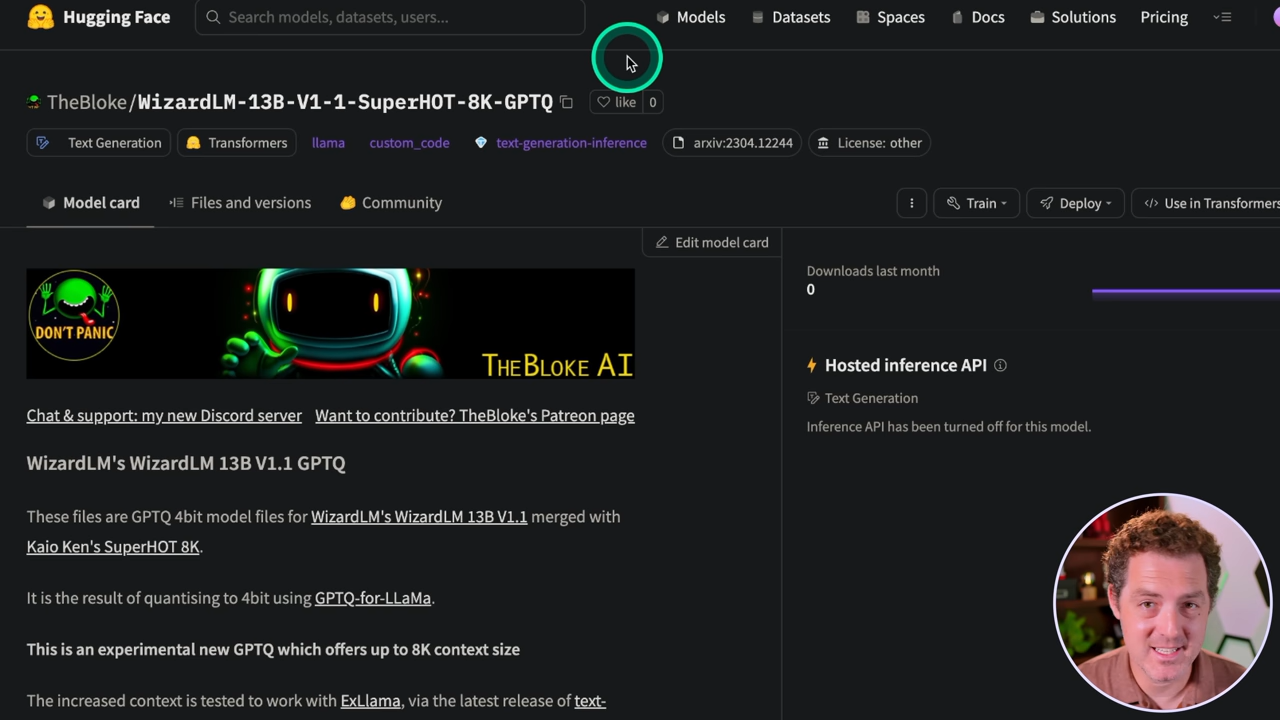 Hugging Face
Search models, datasets, users...
Models
Datasets
Spaces
Docs
Solutions
Pricing
TheBloke/WizardLM-13B-V1-1-SuperHOT-8K-GPTQ
like 0
Text Generation
Transformers
llama
custom_code
text-generation-inference
arxiv:2304.12244
License: other
Model card
Files and versions
Community
Train
Deploy
Use in Transformers
Edit model card
DON'T PANIC
THEBLOKE AI
Chat & support: my new Discord server
Want to contribute? TheBloke's Patreon page
WizardLM's WizardLM 13B V1.1 GPTQ
These files are GPTQ 4bit model files for WizardLM's WizardLM 13B V1.1 merged with
Kaio Ken's SuperHOT 8K.
It is the result of quantising to 4bit using GPTQ-for-LLaMa.
This is an experimental new GPTQ which offers up to 8K context size
The increased context is tested to work with ExLlama, via the latest release of text-
Downloads last month
0
Hosted inference API
Text Generation
Inference API has been turned off for this model.